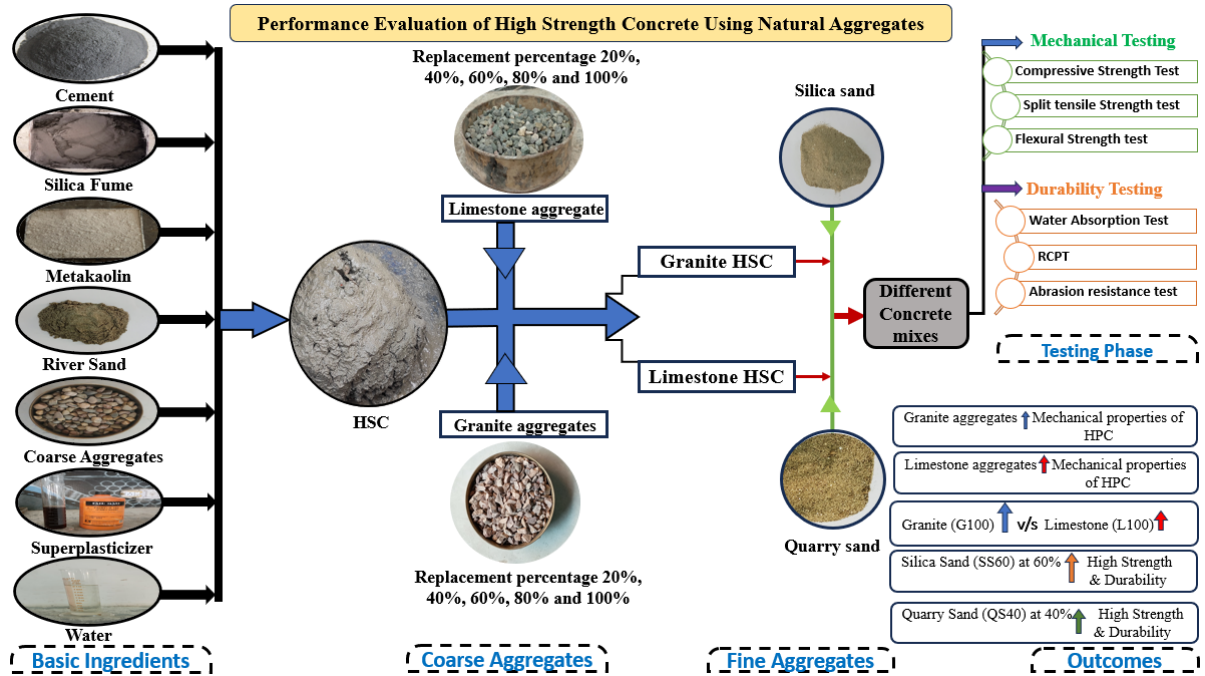 Performance Evaluation of High Strength Concrete Using Natural Aggregates
Cement
Silica Fume
Metakaolin
River Sand
Coarse Aggregates
Superplasticizer
Water
Basic Ingredients
HSC
Replacement percentage 20%,
40%, 60%, 80% and 100%
Limestone aggregate
Granite aggregates
Replacement percentage 20%,
40%, 60%, 80% and 100%
Coarse Aggregates
Granite HSC
Limestone HSC
Silica sand
Quarry sand
Fine Aggregates
Different
Concrete
mixes
Mechanical Testing
Compressive Strength Test
Split tensile Strength test
Flexural Strength test
Durability Testing
Water Absorption Test
RCPT
Abrasion resistance test
Testing Phase
Granite aggregates Mechanical properties of
HPC
Limestone aggregates Mechanical properties
of HPC
Granite (G100) v/s Limestone (L100)
Silica Sand (SS60) at 60% High Strength
& Durability
Quarry Sand (QS40) at 40% High Strength
& Durability
Outcomes